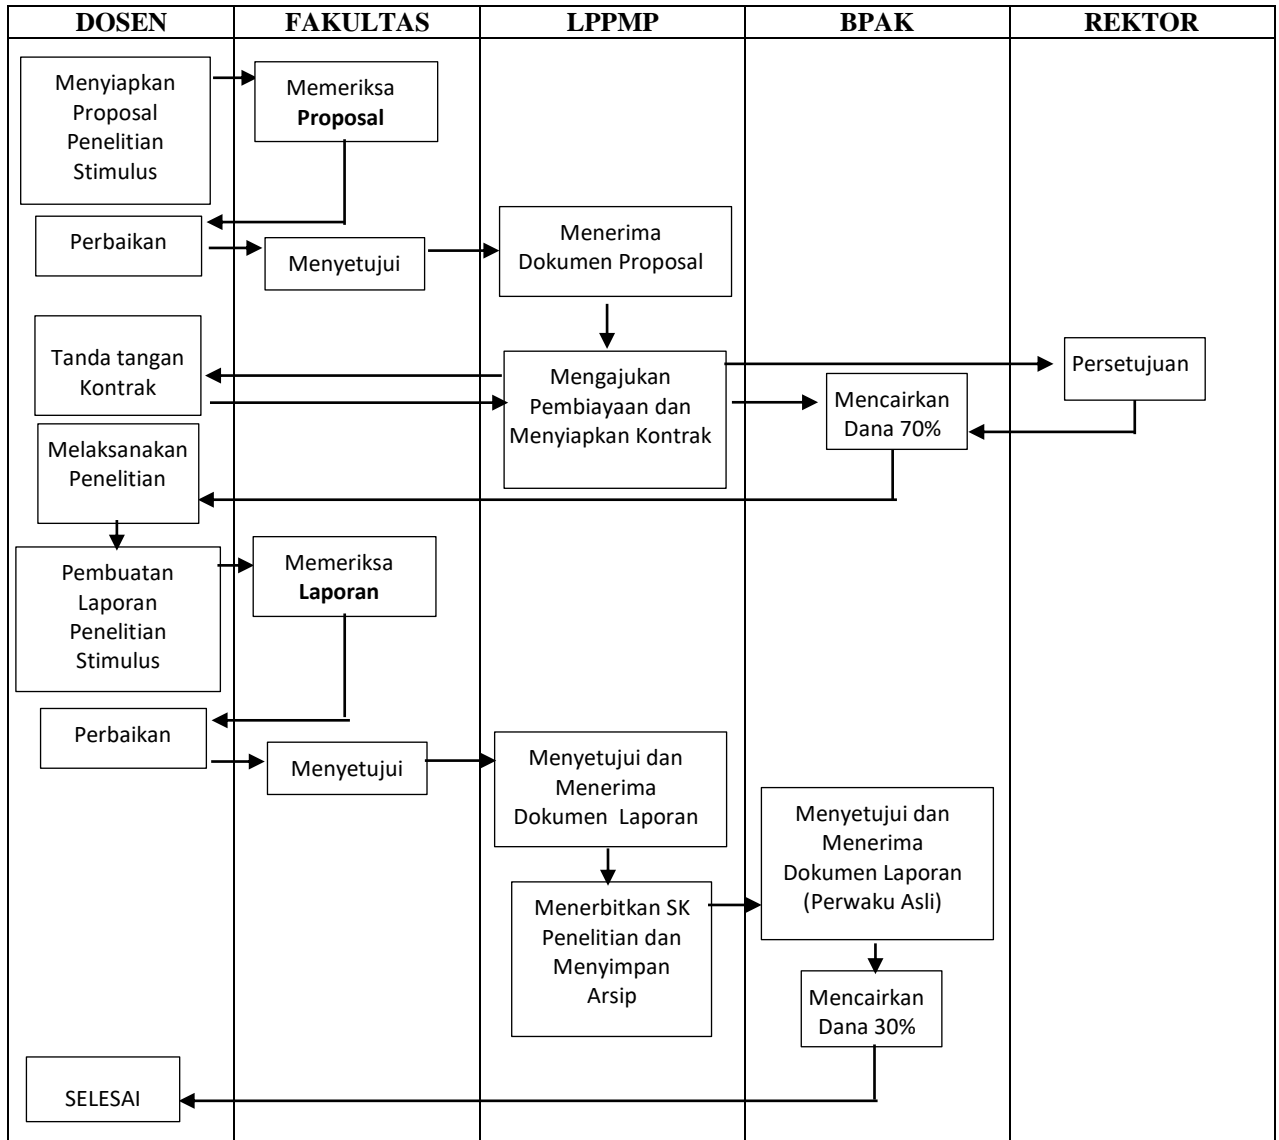 DOSEN
FAKULTAS
LPPMP
BPAK
REKTOR
Menyiapkan
Proposal
Penelitian
Stimulus
Memeriksa
Proposal
Perbaikan
Menyetujui
Menerima
Dokumen Proposal
Tanda tangan
Kontrak
Mengajukan
Pembiayaan dan
Menyiapkan Kontrak
Mencairkan
Dana 70%
Persetujuan
Melaksanakan
Penelitian
Pembuatan
Laporan
Penelitian
Stimulus
Memeriksa
Laporan
Perbaikan
Menyetujui
Menyetujui dan
Menerima
Dokumen Laporan
Menerbitkan SK
Penelitian dan
Menyimpan
Arsip
Menyetujui dan
Menerima
Dokumen Laporan
(Perwaku Asli)
Mencairkan
Dana 30%
SELESAI